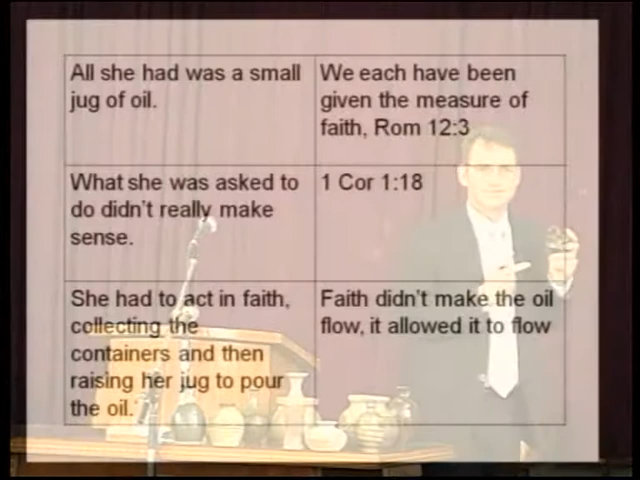 All she had was a small
jug of oil.
We each have been
given the measure of
faith, Rom 12:3
What she was asked to
do didn't really make
sense.
1 Cor 1:18
She had to act in faith,
collecting the
containers and then
raising her jug to pour
the oil.
Faith didn't make the oil
flow, it allowed it to flow